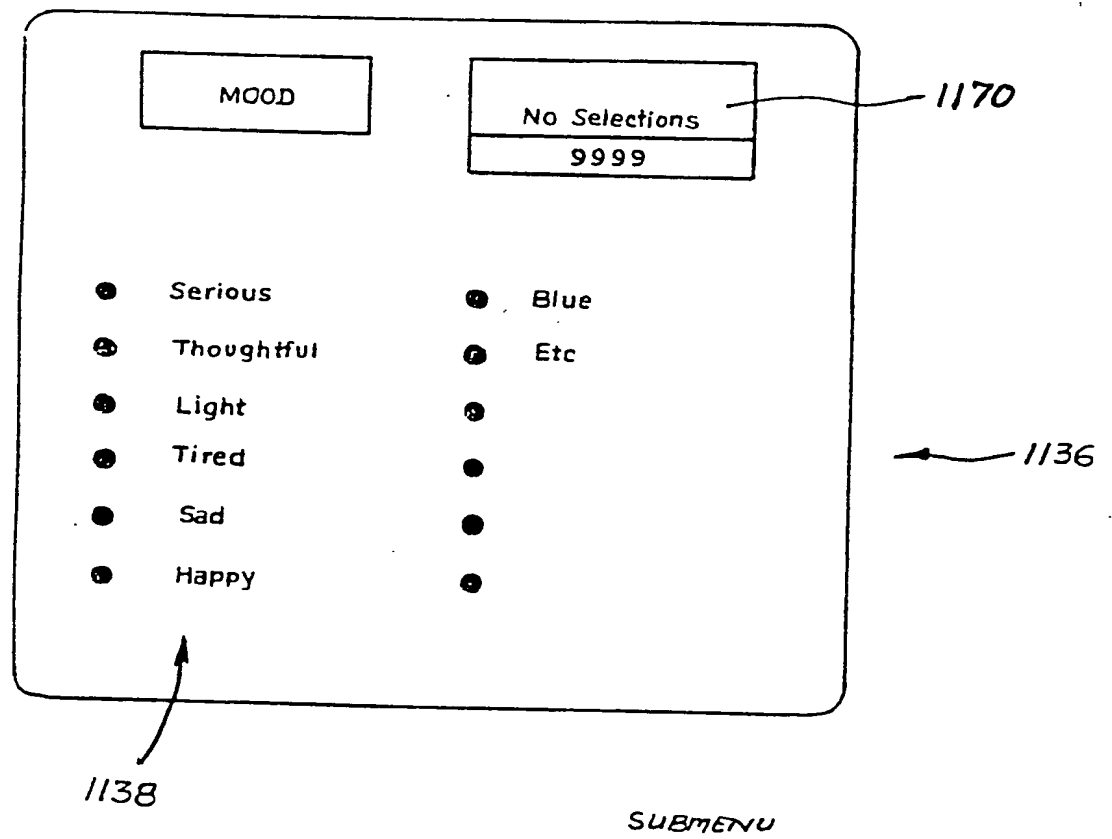 MOOD
No Selections
9999
1170
Serious
Thoughtful
Light
Tired
Sad
Happy
Blue
Etc
1136
1138
SUBMENU